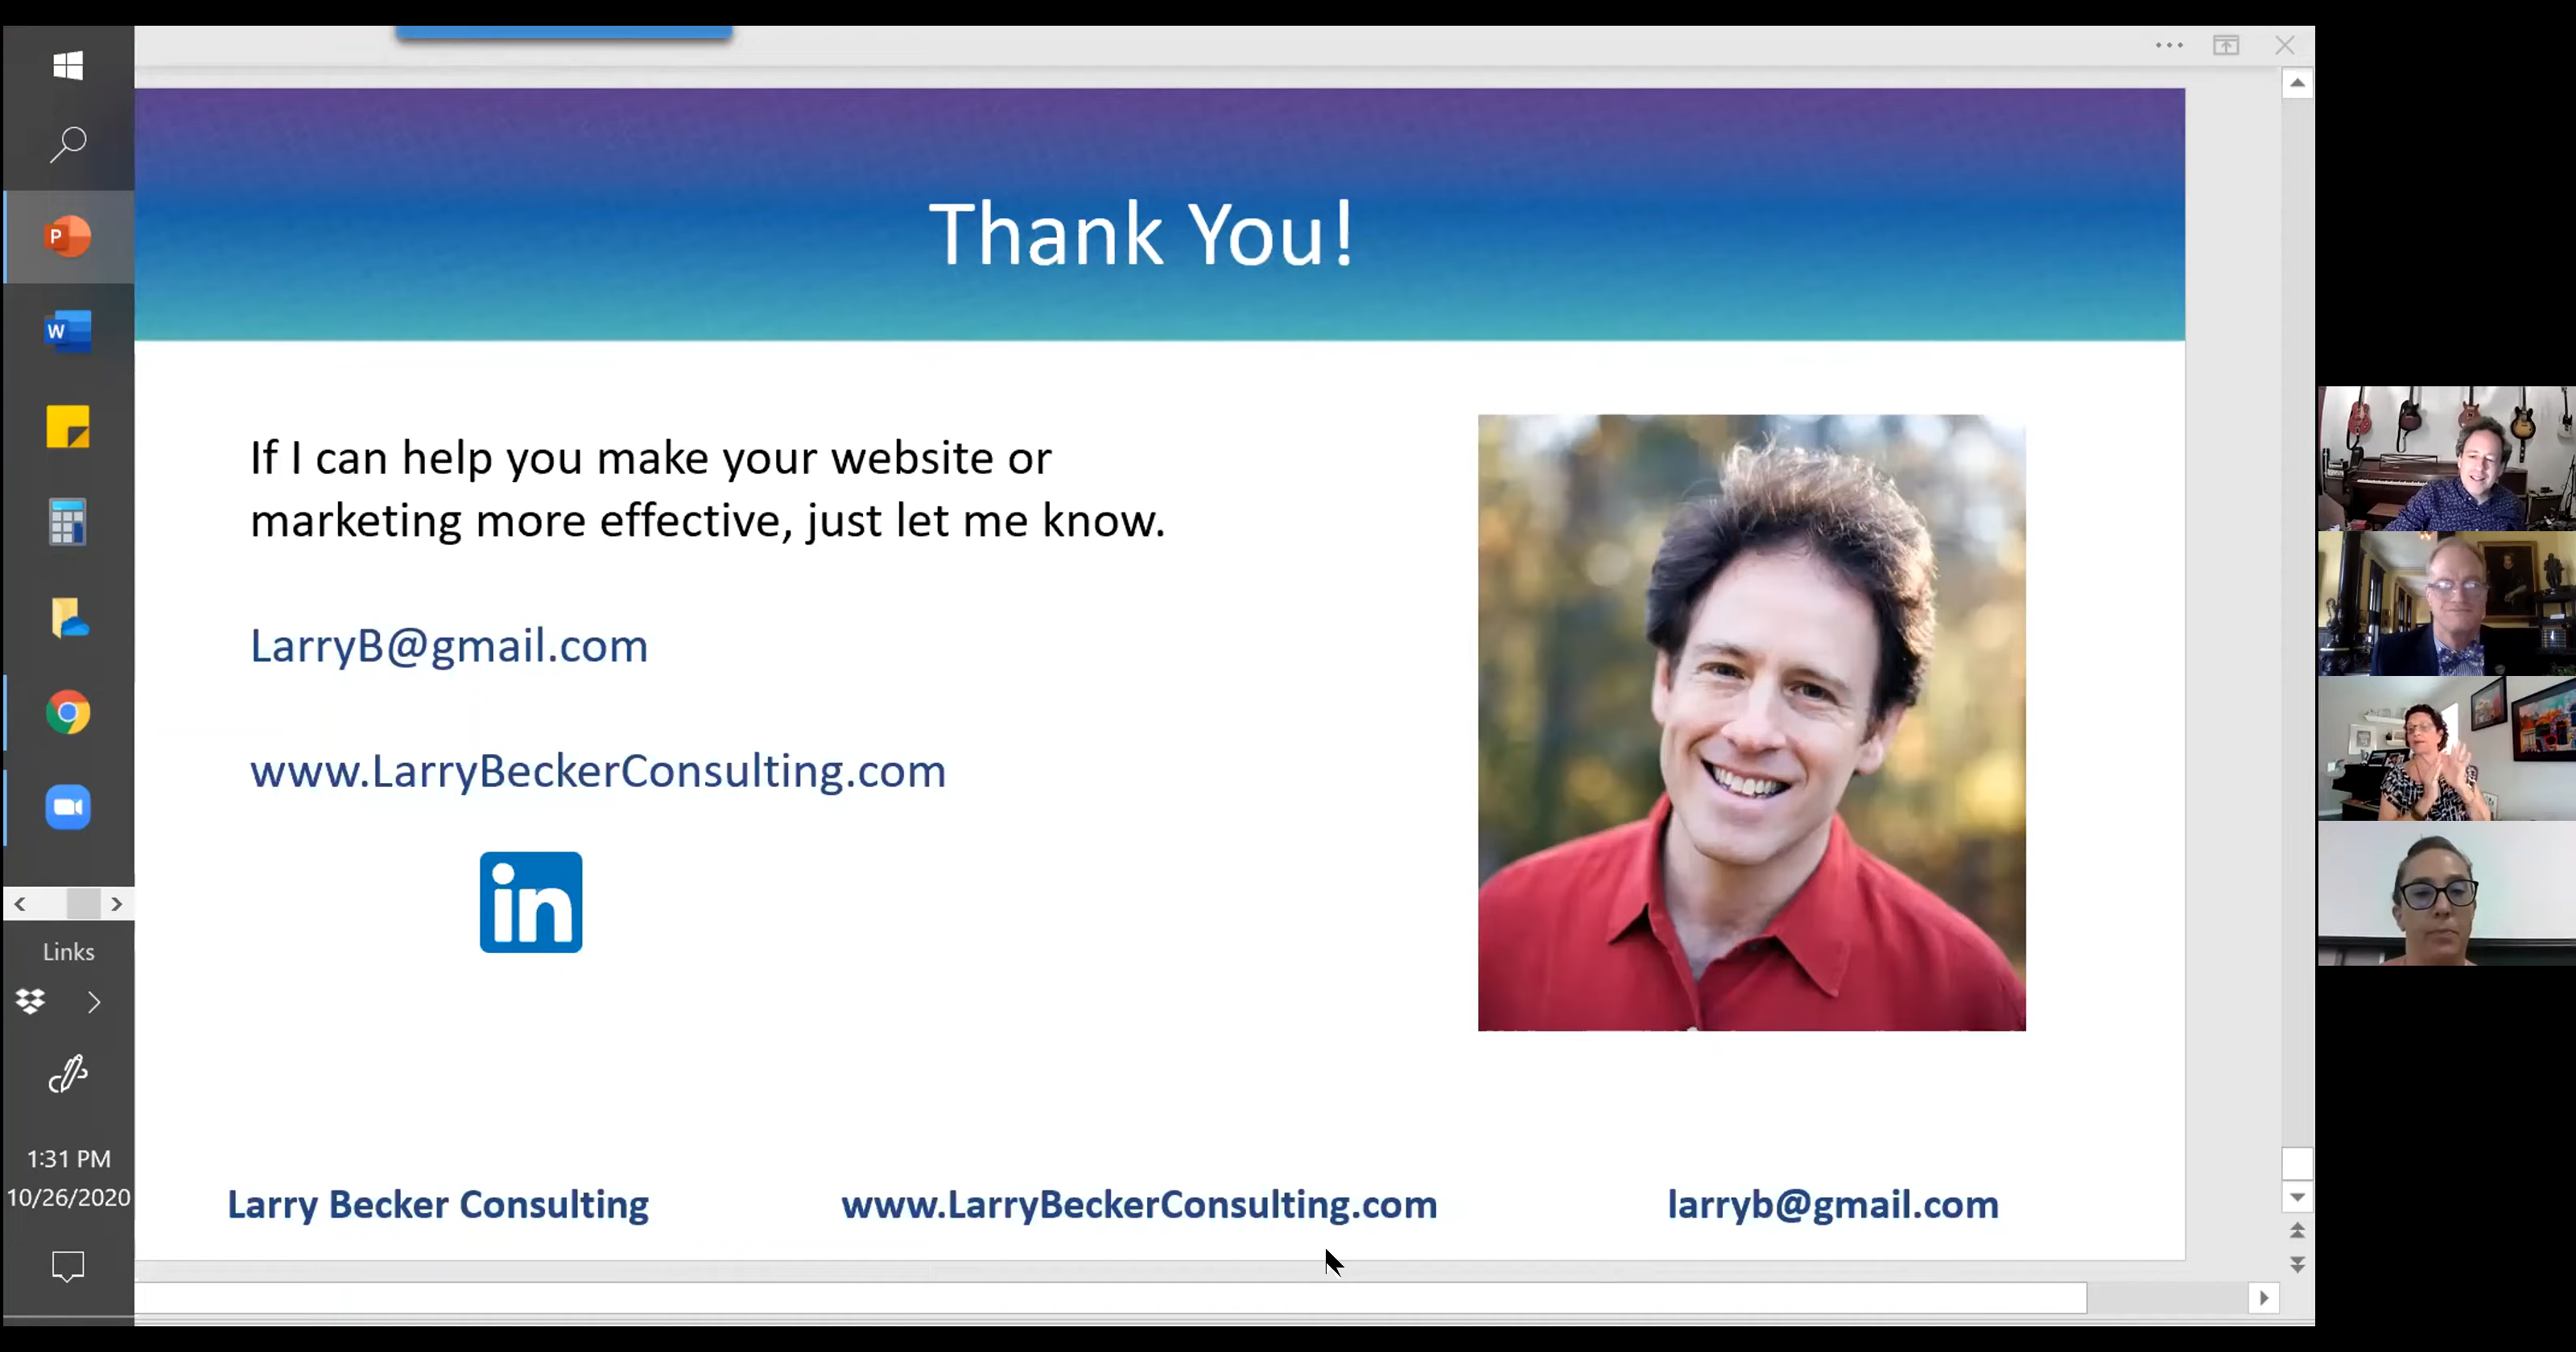 Thank You!
If I can help you make your website or
marketing more effective, just let me know.
LarryB@gmail.com
www.LarryBeckerConsulting.com
in
Larry Becker Consulting
www.LarryBeckerConsulting.com
larryb@gmail.com
P
W
Links
1:31 PM
10/26/2020